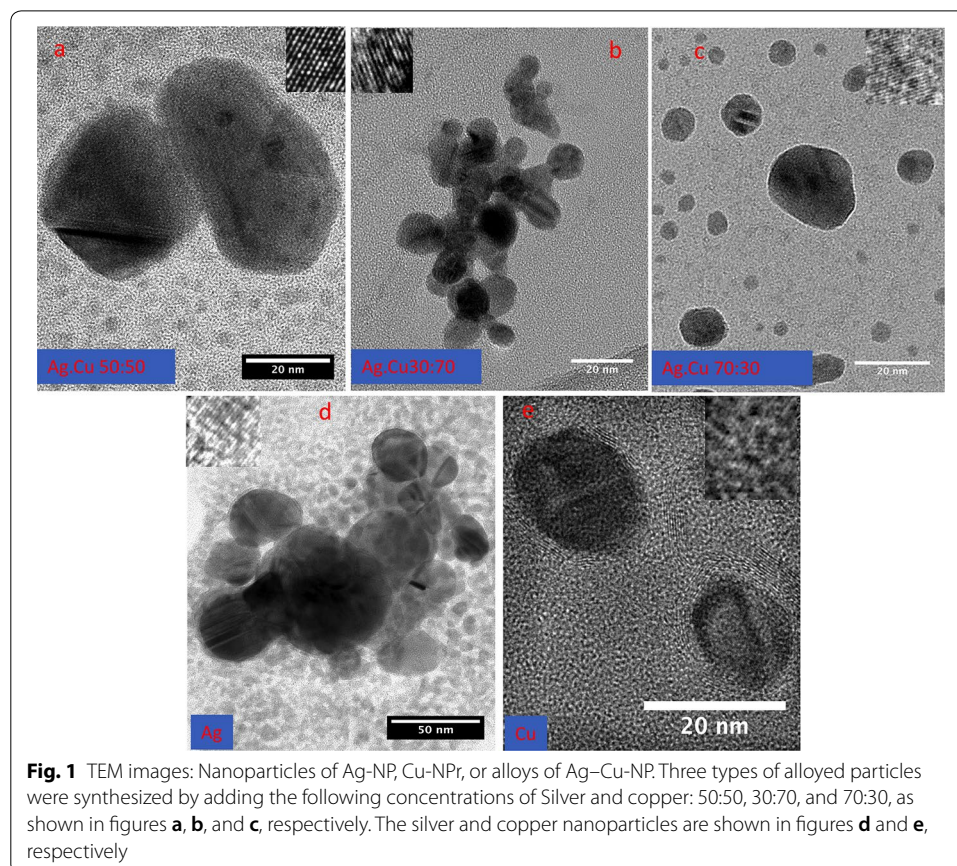 a
b
c
Ag.Cu 50:50
20 nm
Ag.Cu30:70
20 nm
Ag.Cu 70:30
20 nm
d
e
Ag
50 nm
Cu
20 nm
Fig. 1 TEM images: Nanoparticles of Ag-NP, Cu-NPr, or alloys of Ag–Cu-NP. Three types of alloyed particles
were synthesized by adding the following concentrations of Silver and copper: 50:50, 30:70, and 70:30, as
shown in figures a, b, and c, respectively. The silver and copper nanoparticles are shown in figures d and e,
respectively